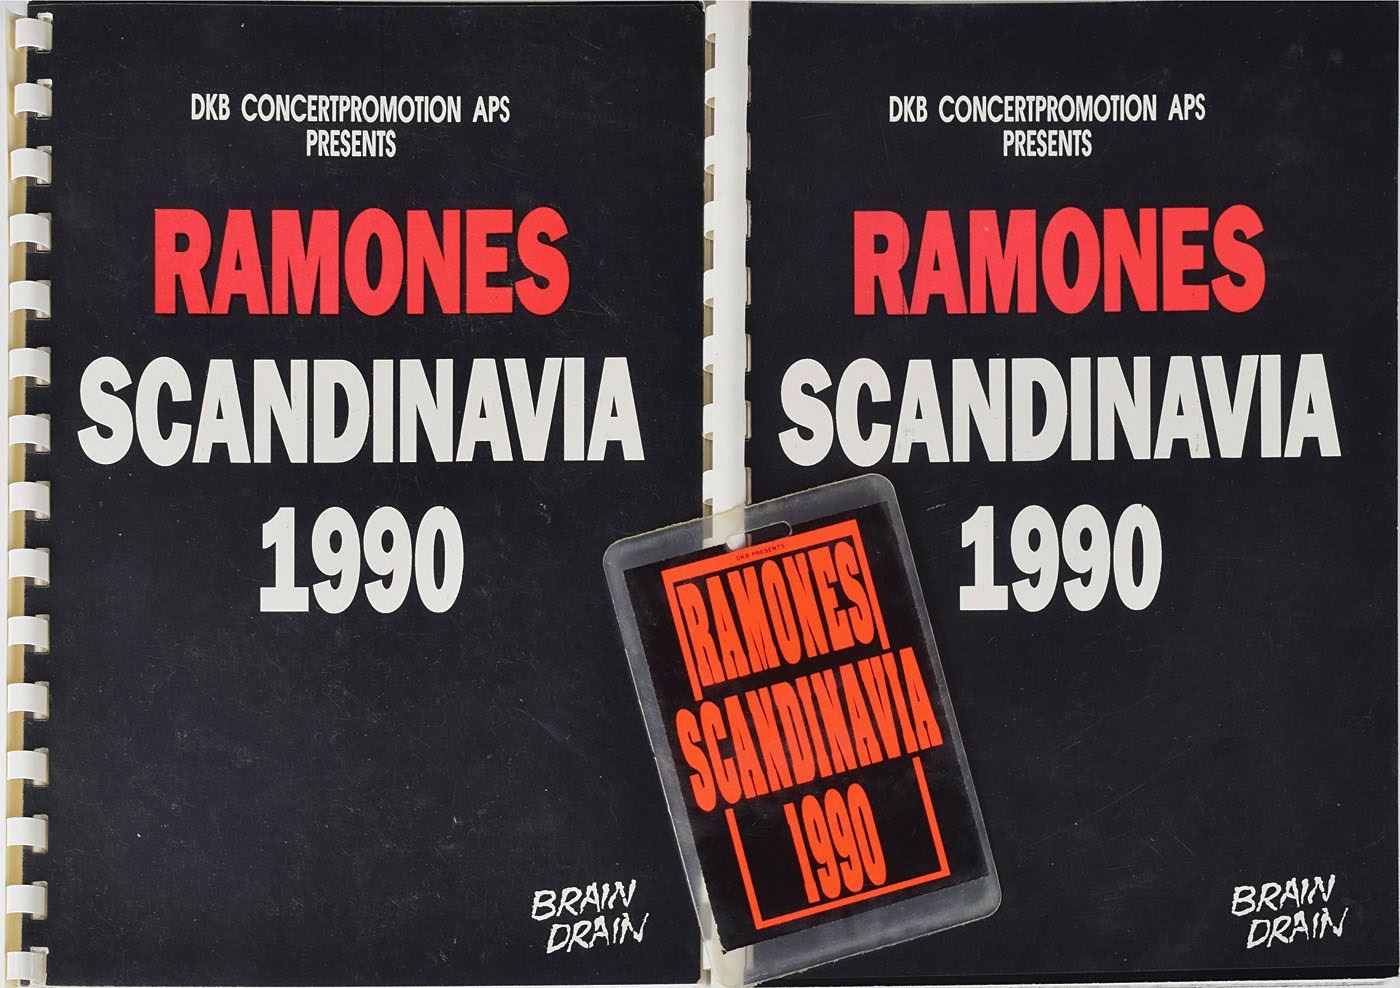 DKB CONCERTPROMOTION APS
PRESENTS
RAMONES
SCANDINAVIA
1990
BRAIN
DRAIN
DKB CONCERTPROMOTION APS
PRESENTS
RAMONES
SCANDINAVIA
1990
BRAIN
DRAIN
DKB PRESENTS
RAMONES
SCANDINAVIA
1990